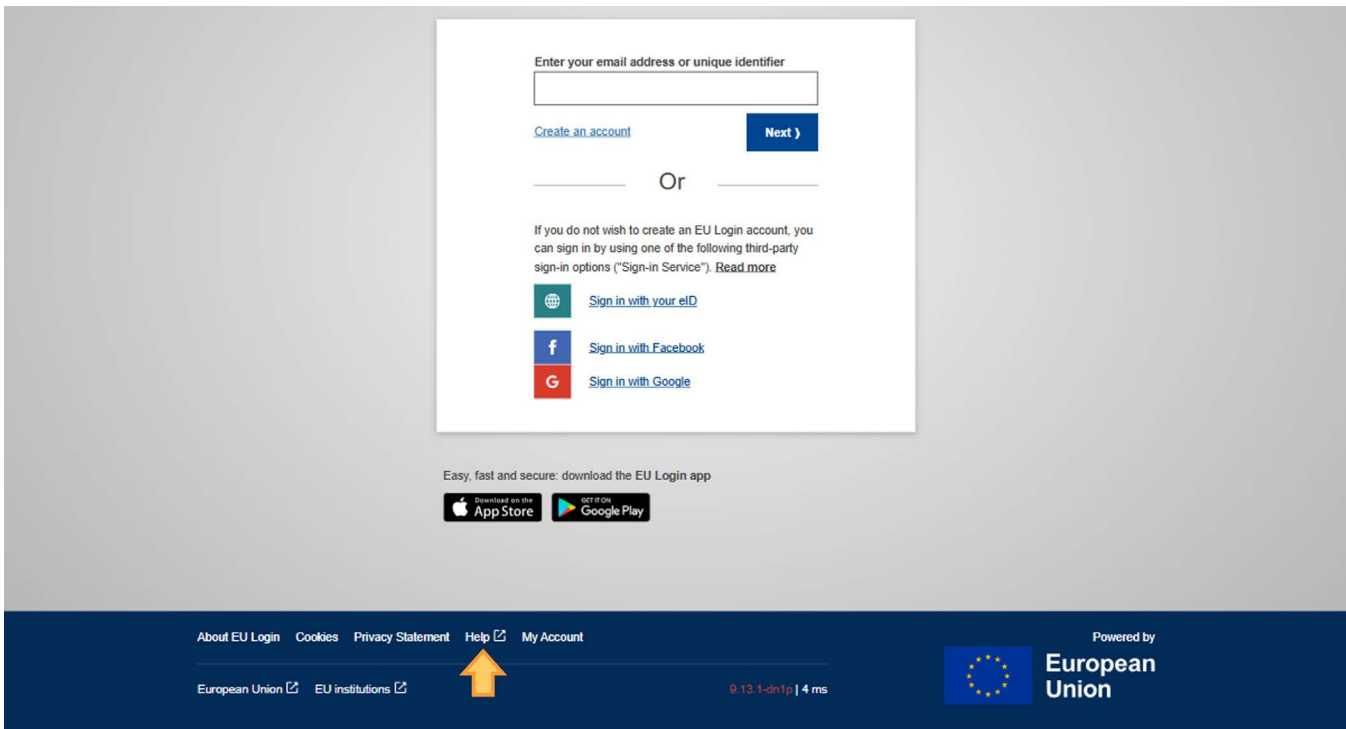 Enter your email address or unique identifier
Create an account
Next ⟩
Or
If you do not wish to create an EU Login account, you
can sign in by using one of the following third-party
sign-in options ("Sign-in Service"). Read more
Sign in with your eID
f
Sign in with Facebook
G
Sign in with Google
Easy, fast and secure: download the EU Login app
Download on the
App Store
GET IT ON
Google Play
About EU Login Cookies Privacy Statement Help My Account
European Union EU institutions
9.13.1-dn1p | 4 ms
Powered by
European
Union